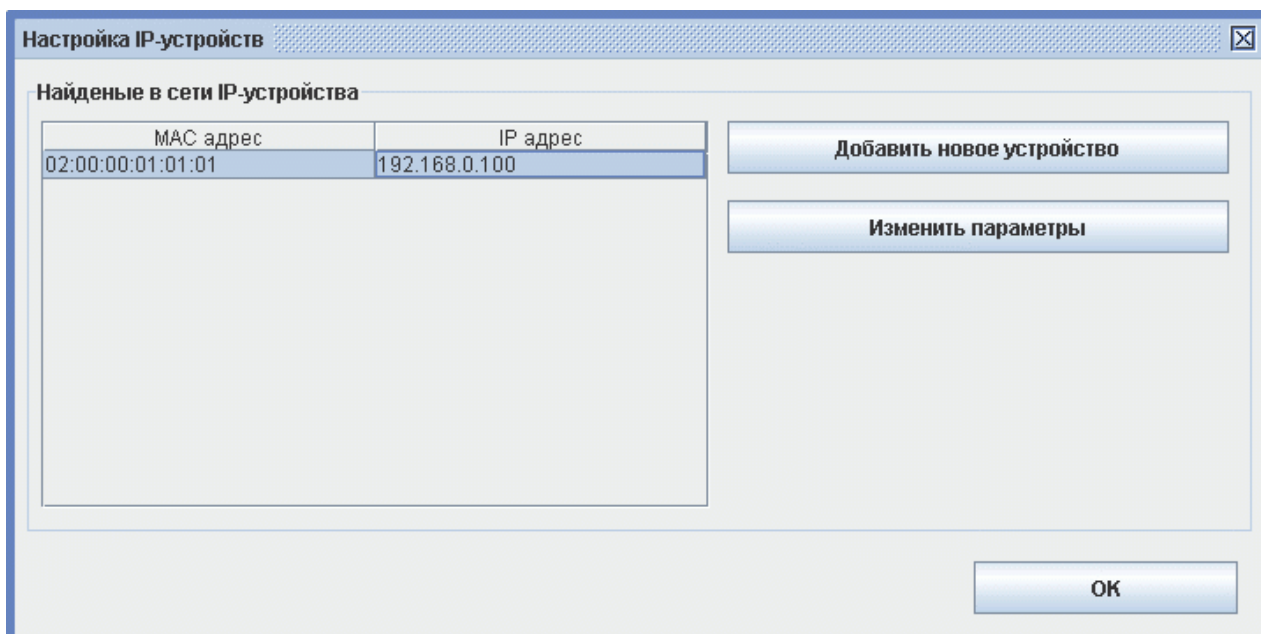 Настройка IP-устройств
Найденые в сети IP-устройства
MAC адрес IP адрес
02:00:00:01:01:01 192.168.0.100
Добавить новое устройство
Изменить параметры
ОК